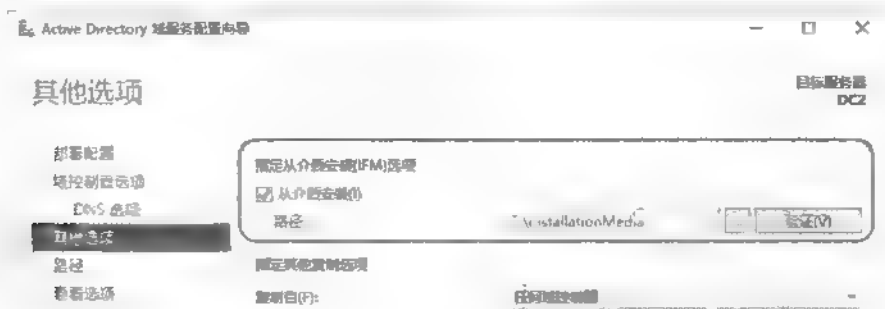 Active Directory 域服务配置向导
其他选项
目标服务器
DC2
部署配置
域控制器选项
DNS 选项
其他选项
路径
查看选项
指定从介质安装(IFM)选项
从介质安装(I)
路径
验证(V)
指定其他复制选项
复制自(F):
任何域控制器